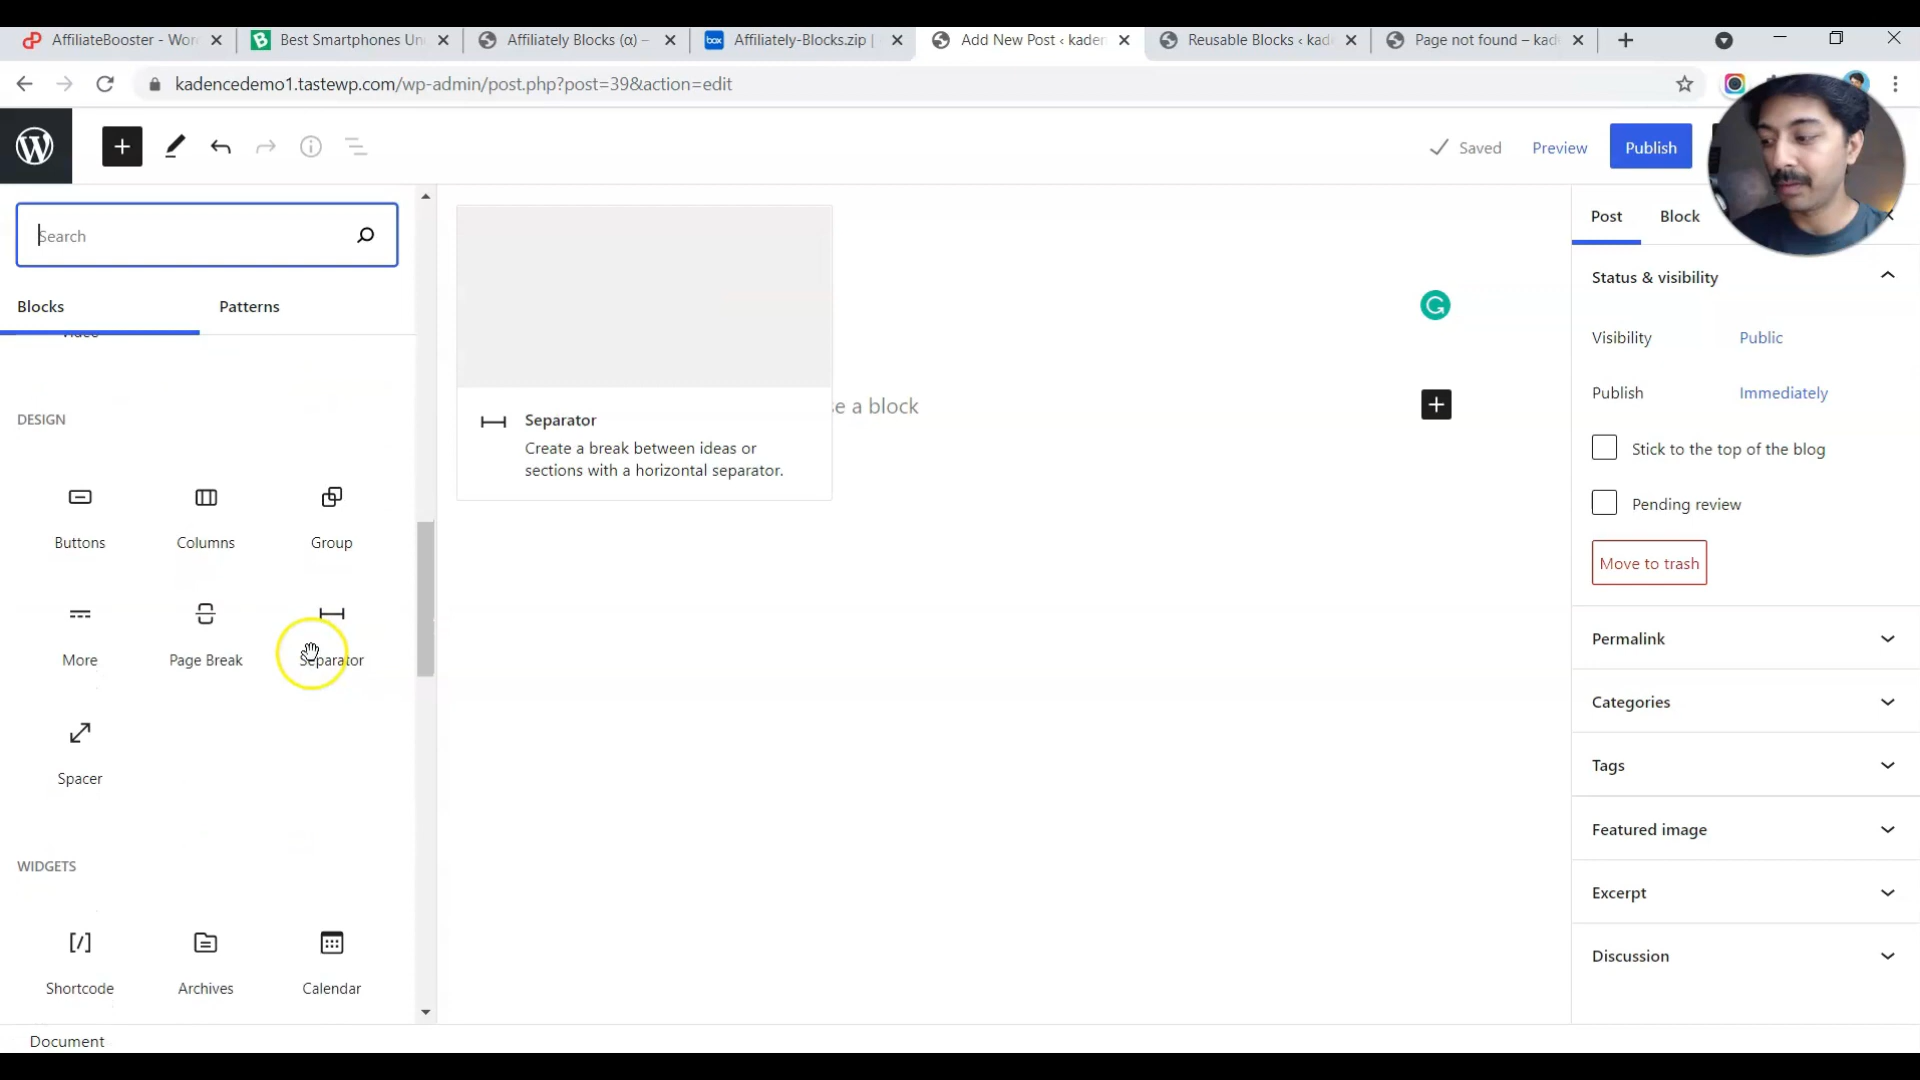 AffiliateBooster - Wor
Best Smartphones Un
Affiliately Blocks (α) –
box
Affiliately-Blocks.zip |
Add New Post ‹ kaden
Reusable Blocks ‹ kad
Page not found – kad
kadencedemo1.tastewp.com/wp-admin/post.php?post=39&action=edit
Saved
Preview
Publish
Search
Blocks
Patterns
DESIGN
Buttons
Columns
Group
More
Page Break
Separator
Spacer
WIDGETS
Shortcode
Archives
Calendar
Document
Separator
Create a break between ideas or
sections with a horizontal separator.
se a block
Post
Block
Status & visibility
Visibility
Public
Publish
Immediately
Stick to the top of the blog
Pending review
Move to trash
Permalink
Categories
Tags
Featured image
Excerpt
Discussion